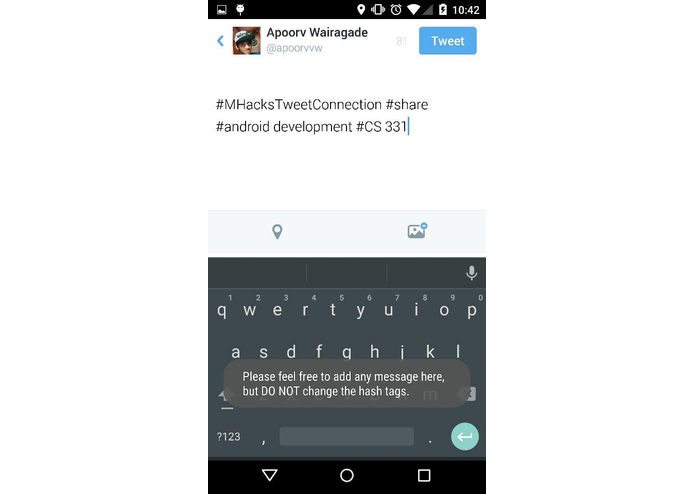 10:42
Apoorv Wairagade
@apoorvvw
81
Tweet
#MHacksTweetConnection #share
#android development #CS 331
1 2 3 4 5 6 7 8 9 0
q w e r t y u i o p
a s d f g h j k l
Please feel free to add any message here,
but DO NOT change the hash tags.
m
?123 , .